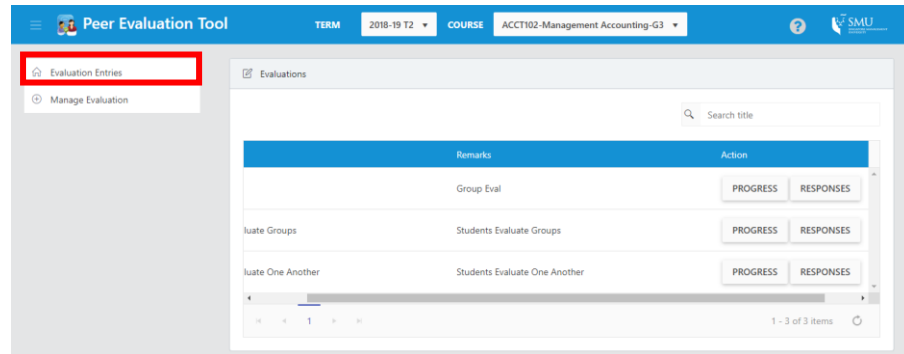 Peer Evaluation Tool TERM 2018-19 T2 COURSE ACCT102-Management Accounting-G3 ? SMU
Evaluation Entries
Manage Evaluation
Evaluations
Search title
Remarks Action
Group Eval PROGRESS RESPONSES
luate Groups Students Evaluate Groups PROGRESS RESPONSES
luate One Another Students Evaluate One Another PROGRESS RESPONSES
1 1 - 3 of 3 items